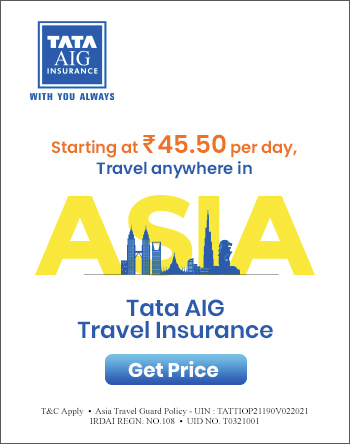 TATA
AIG
INSURANCE
WITH YOU ALWAYS
Starting at ₹45.50 per day,
Travel anywhere in
ASIA
Tata AIG
Travel Insurance
Get Price
T&C Apply • Asia Travel Guard Policy - UIN : TATTIOP21190V022021
IRDAI REGN. NO.108 • UID NO. T0321001